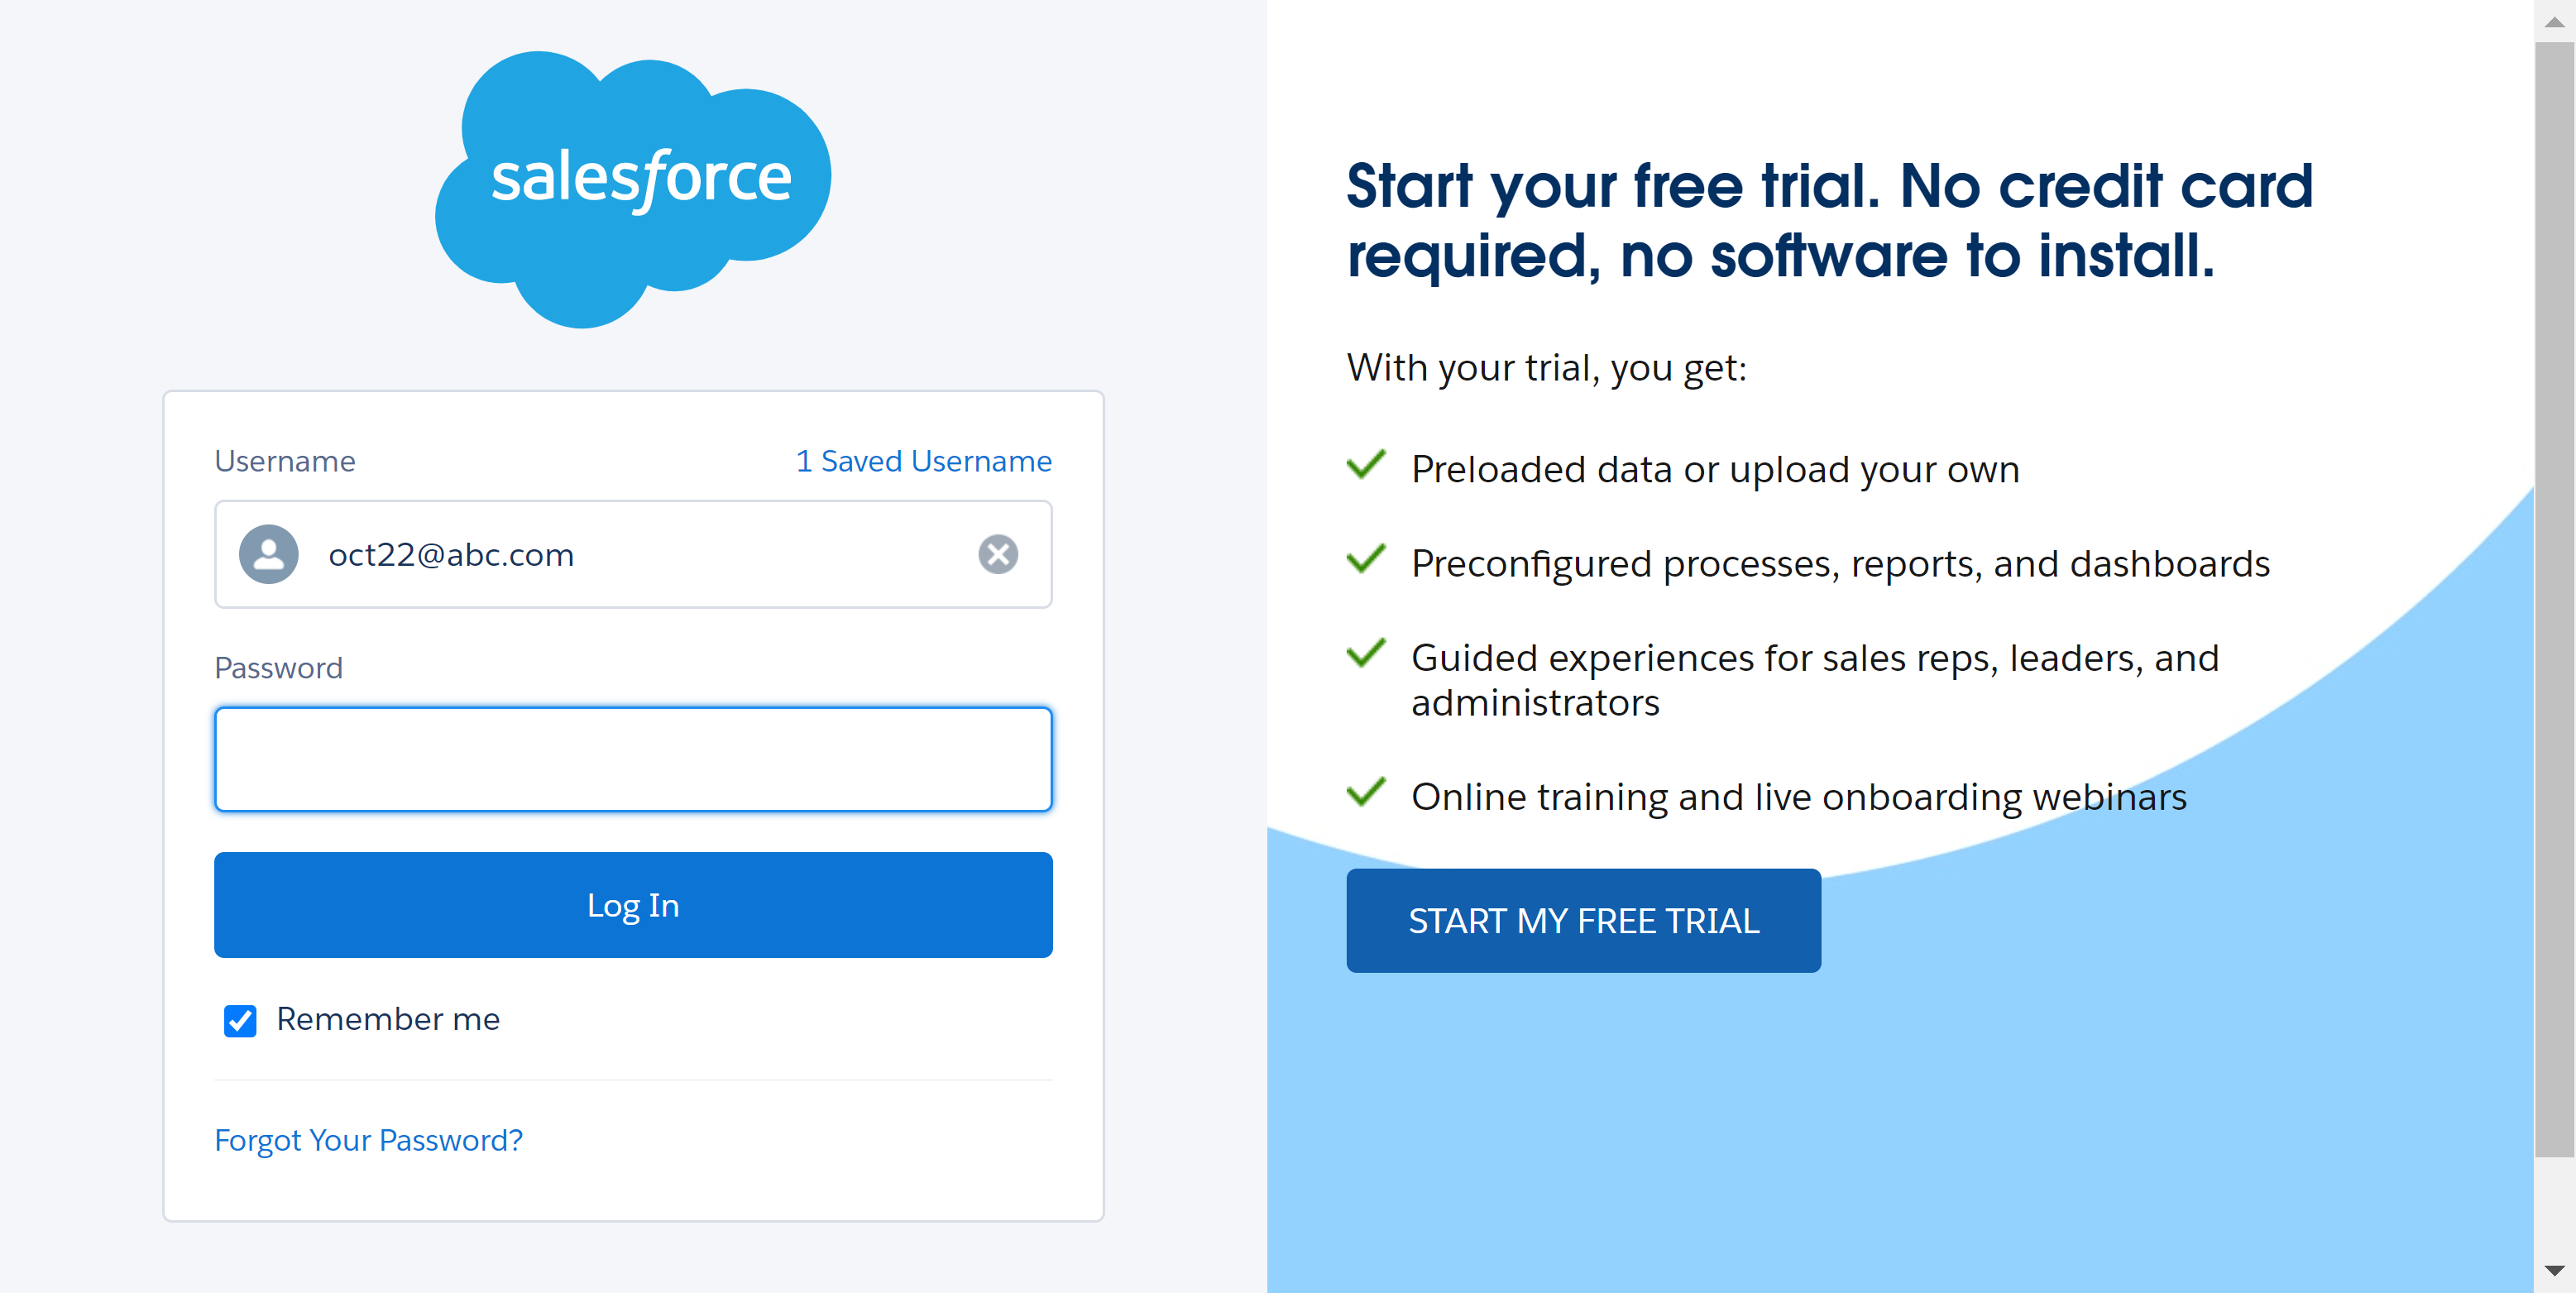 salesforce
Username
1 Saved Username
oct22@abc.com
Password
Log In
Remember me
Forgot Your Password?
Start your free trial. No credit card
required, no software to install.
With your trial, you get:
Preloaded data or upload your own
Preconfigured processes, reports, and dashboards
Guided experiences for sales reps, leaders, and
administrators
Online training and live onboarding webinars
START MY FREE TRIAL